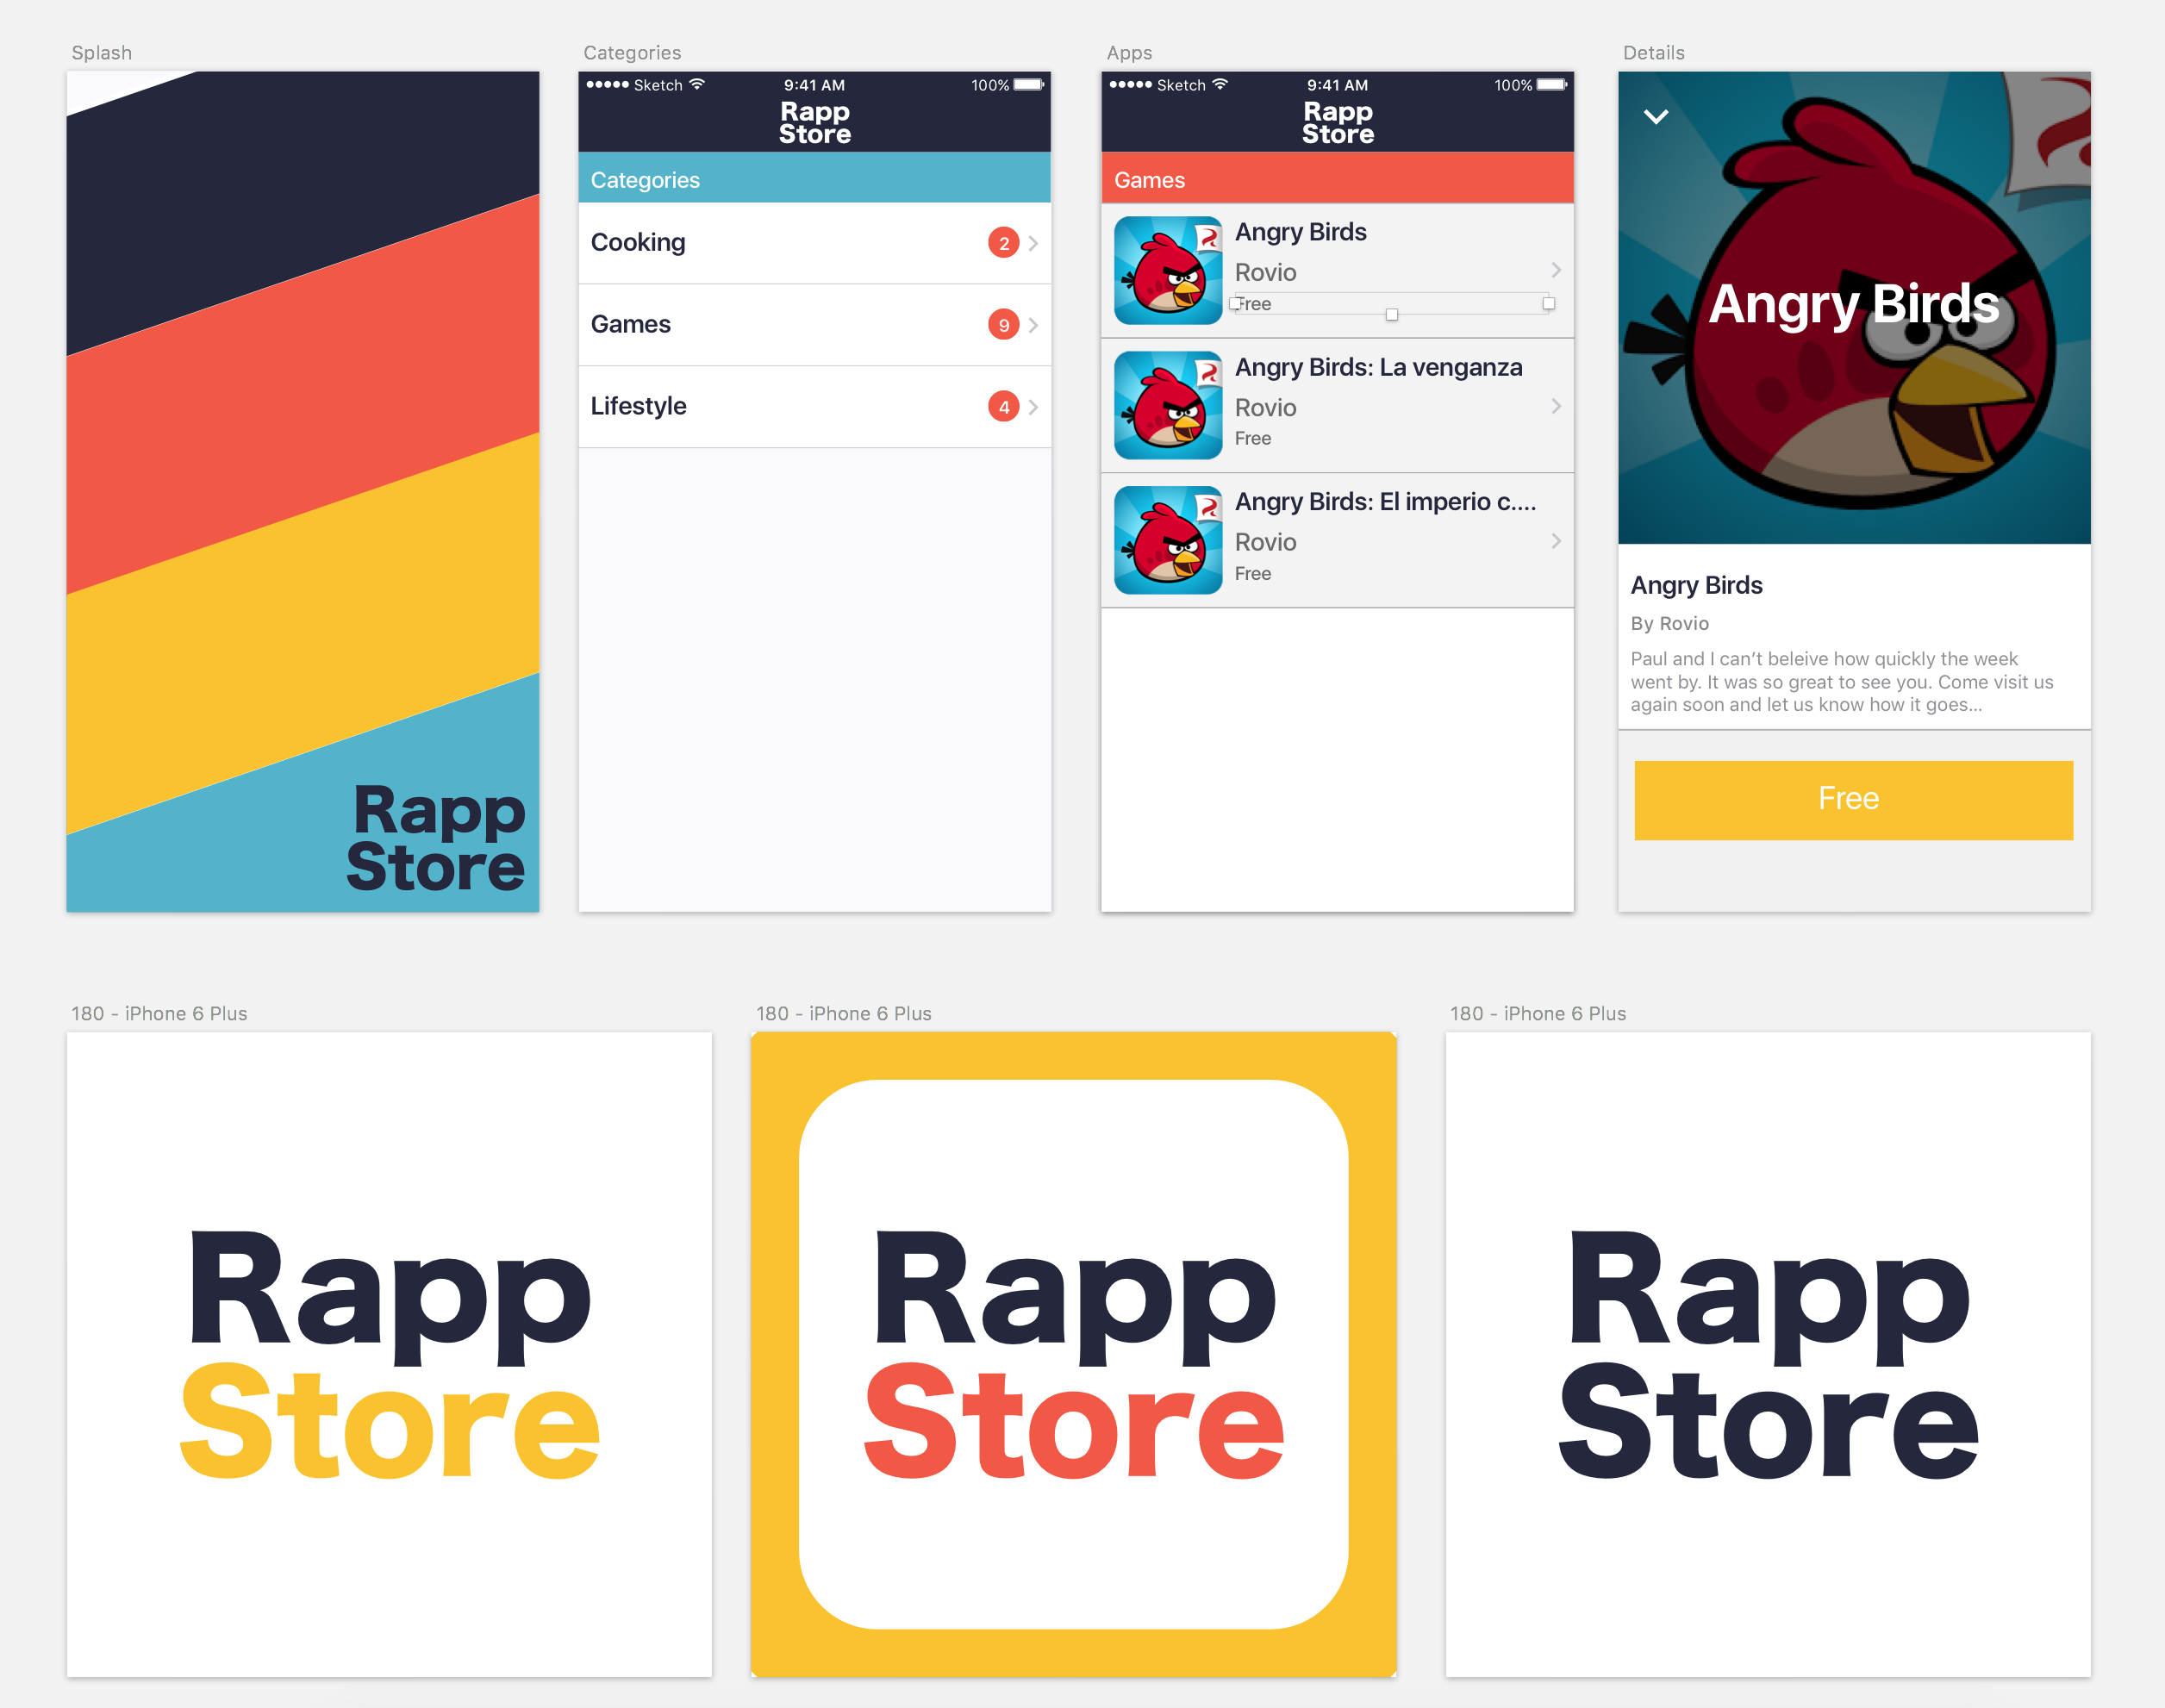 Splash
Rapp
Store
Categories
Sketch 9:41 AM 100%
Rapp
Store
Categories
Cooking 2
Games 9
Lifestyle 4
Apps
Sketch 9:41 AM 100%
Rapp
Store
Games
Angry Birds
Rovio
Free
Angry Birds: La venganza
Rovio
Free
Angry Birds: El imperio c....
Rovio
Free
Details
Angry Birds
Angry Birds
By Rovio
Paul and I can’t beleive how quickly the week
went by. It was so great to see you. Come visit us
again soon and let us know how it goes...
Free
180 - iPhone 6 Plus
Rapp
Store
180 - iPhone 6 Plus
Rapp
Store
180 - iPhone 6 Plus
Rapp
Store